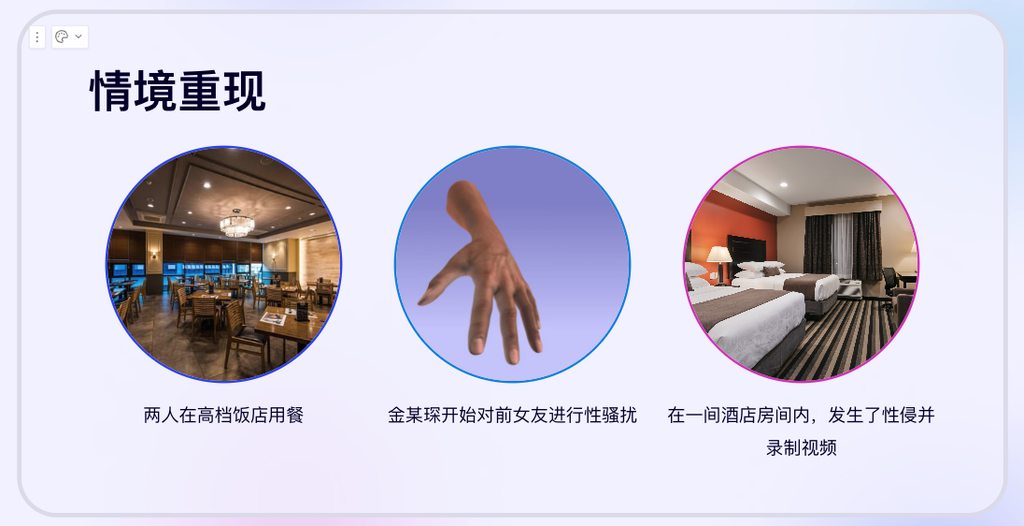 情境重现
两人在高档饭店用餐
金某琛开始对前女友进行性骚扰
在一间酒店房间内，发生了性侵并
录制视频